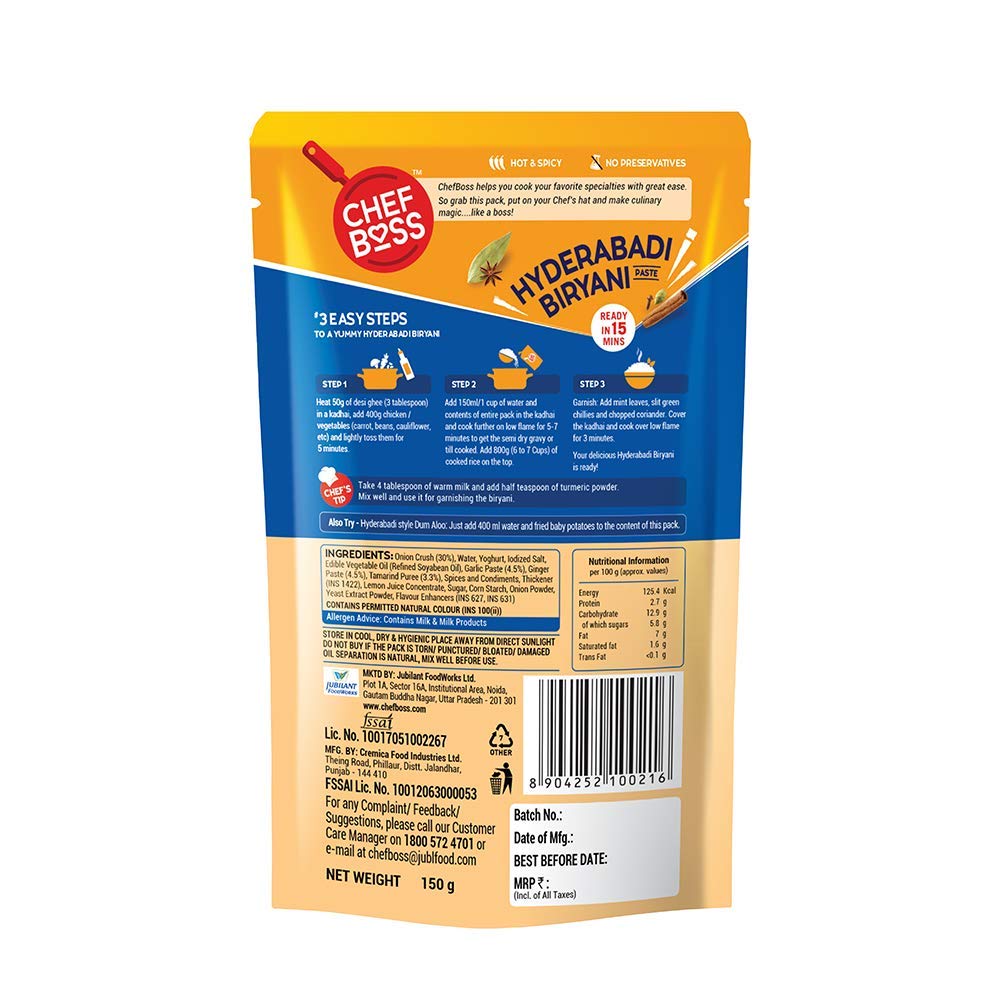 HOT & SPICY
NO PRESERVATIVES
CHEF
BOSS
TM
ChefBoss helps you cook your favorite specialties with great ease.
So grab this pack, put on your Chef's hat and make culinary
magic....like a boss!
HYDERABADI
BIRYANI PASTE
READY
IN 15
MINS
#3 EASY STEPS
TO A YUMMY HYDERABADI BIRYANI
STEP 1
Heat 50g of desi ghee (3 tablespoon)
in a kadhai, add 400g chicken /
vegetables (carrot, beans, cauliflower,
etc) and lightly toss them for
5 minutes.
STEP 2
Add 150ml/1 cup of water and
contents of entire pack in the kadhai
and cook further on low flame for 5-7
minutes to get the semi dry gravy or
till cooked. Add 800g (6 to 7 Cups) of
cooked rice on the top.
STEP 3
Garnish: Add mint leaves, slit green
chillies and chopped coriander. Cover
the kadhai and cook over low flame
for 3 minutes.
Your delicious Hyderabadi Biryani
is ready!
CHEF'S
TIP
Take 4 tablespoon of warm milk and add half teaspoon of turmeric powder.
Mix well and use it for garnishing the biryani.
Also Try - Hyderabadi style Dum Aloo: Just add 400 ml water and fried baby potatoes to the content of this pack.
INGREDIENTS: Onion Crush (30%), Water, Yoghurt, Iodized Salt,
Edible Vegetable Oil (Refined Soyabean Oil), Garlic Paste (4.5%), Ginger
Paste (4.5%), Tamarind Puree (3.3%), Spices and Condiments, Thickener
(INS 1422), Lemon Juice Concentrate, Sugar, Corn Starch, Onion Powder,
Yeast Extract Powder, Flavour Enhancers (INS 627, INS 631)
CONTAINS PERMITTED NATURAL COLOUR (INS 100(ii))
Allergen Advice: Contains Milk & Milk Products
STORE IN COOL, DRY & HYGIENIC PLACE AWAY FROM DIRECT SUNLIGHT
DO NOT BUY IF THE PACK IS TORN/ PUNCTURED/ BLOATED/ DAMAGED
OIL SEPARATION IS NATURAL, MIX WELL BEFORE USE.
Nutritional Information
per 100 g (approx. values)
Energy 125.4 Kcal
Protein 2.7 g
Carbohydrate 12.9 g
of which sugars 5.8 g
Fat 7 g
Saturated fat 1.6 g
Trans Fat <0.1 g
JUBILANT
FOODWORKS
MKTD BY: Jubilant FoodWorks Ltd.
Plot 1A, Sector 16A, Institutional Area, Noida,
Gautam Buddha Nagar, Uttar Pradesh - 201 301
www.chefboss.com
fssai
Lic. No. 10017051002267
MFG. BY: Cremica Food Industries Ltd.
Theing Road, Phillaur, Distt. Jalandhar,
Punjab - 144 410
FSSAI Lic. No. 10012063000053
For any Complaint/ Feedback/
Suggestions, please call our Customer
Care Manager on 1800 572 4701 or
e-mail at chefboss@jublfood.com
NET WEIGHT 150 g
7
OTHER
8 904252 100216
Batch No.:
Date of Mfg.:
BEST BEFORE DATE:
MRP ₹ :
(Incl. of All Taxes)